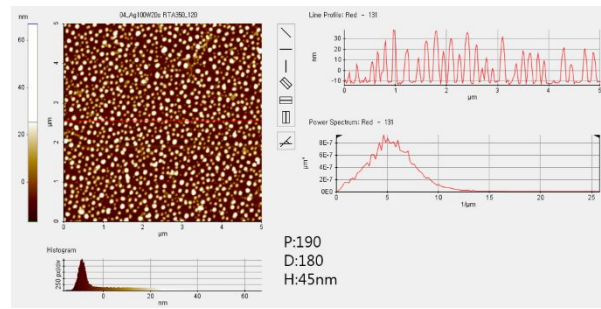 nm
60
40
20
0
04_Ag100W20s RTA350_120
5
4
3
2
1
0
µm
0
1
2
3
4
5
µm
Line Profile: Red - 131
nm
30
20
10
0
-10
0
1
2
3
4
5
µm
Power Spectrum: Red - 131
µm²
8E-7
6E-7
4E-7
2E-7
0E0
0
5
10
15
20
25
1/µm
Histogram
250 px/div
0
20
40
60
nm
P:190
D:180
H:45nm